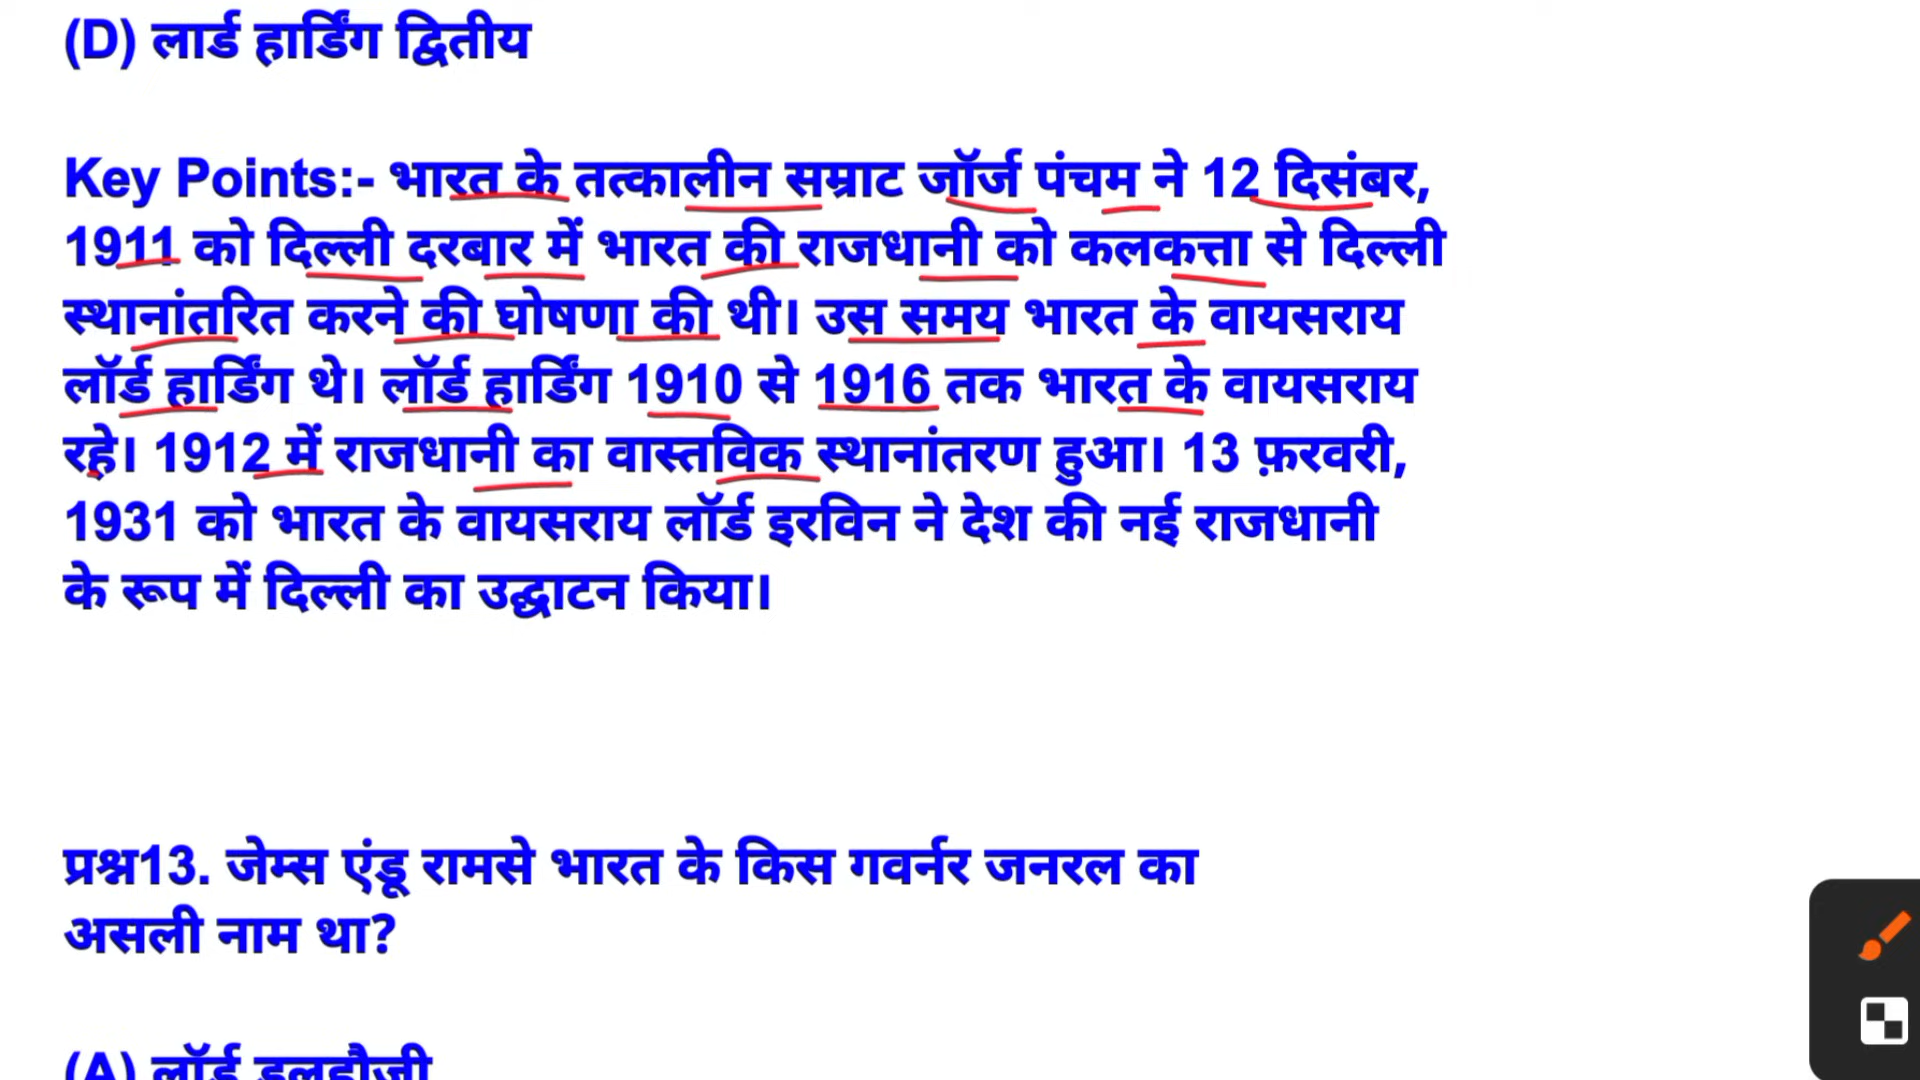 (D) लार्ड हार्डिंग द्वितीय
Key Points:- भारत के तत्कालीन सम्राट जॉर्ज पंचम ने 12 दिसंबर,
1911 को दिल्ली दरबार में भारत की राजधानी को कलकत्ता से दिल्ली
स्थानांतरित करने की घोषणा की थी। उस समय भारत के वायसराय
लॉर्ड हार्डिंग थे। लॉर्ड हार्डिंग 1910 से 1916 तक भारत के वायसराय
रहे। 1912 में राजधानी का वास्तविक स्थानांतरण हुआ। 13 फ़रवरी,
1931 को भारत के वायसराय लॉर्ड इरविन ने देश की नई राजधानी
के रूप में दिल्ली का उद्घाटन किया।
प्रश्न13. जेम्स एंडू रामसे भारत के किस गवर्नर जनरल का
असली नाम था?
(A) लॉर्ड डलहौजी